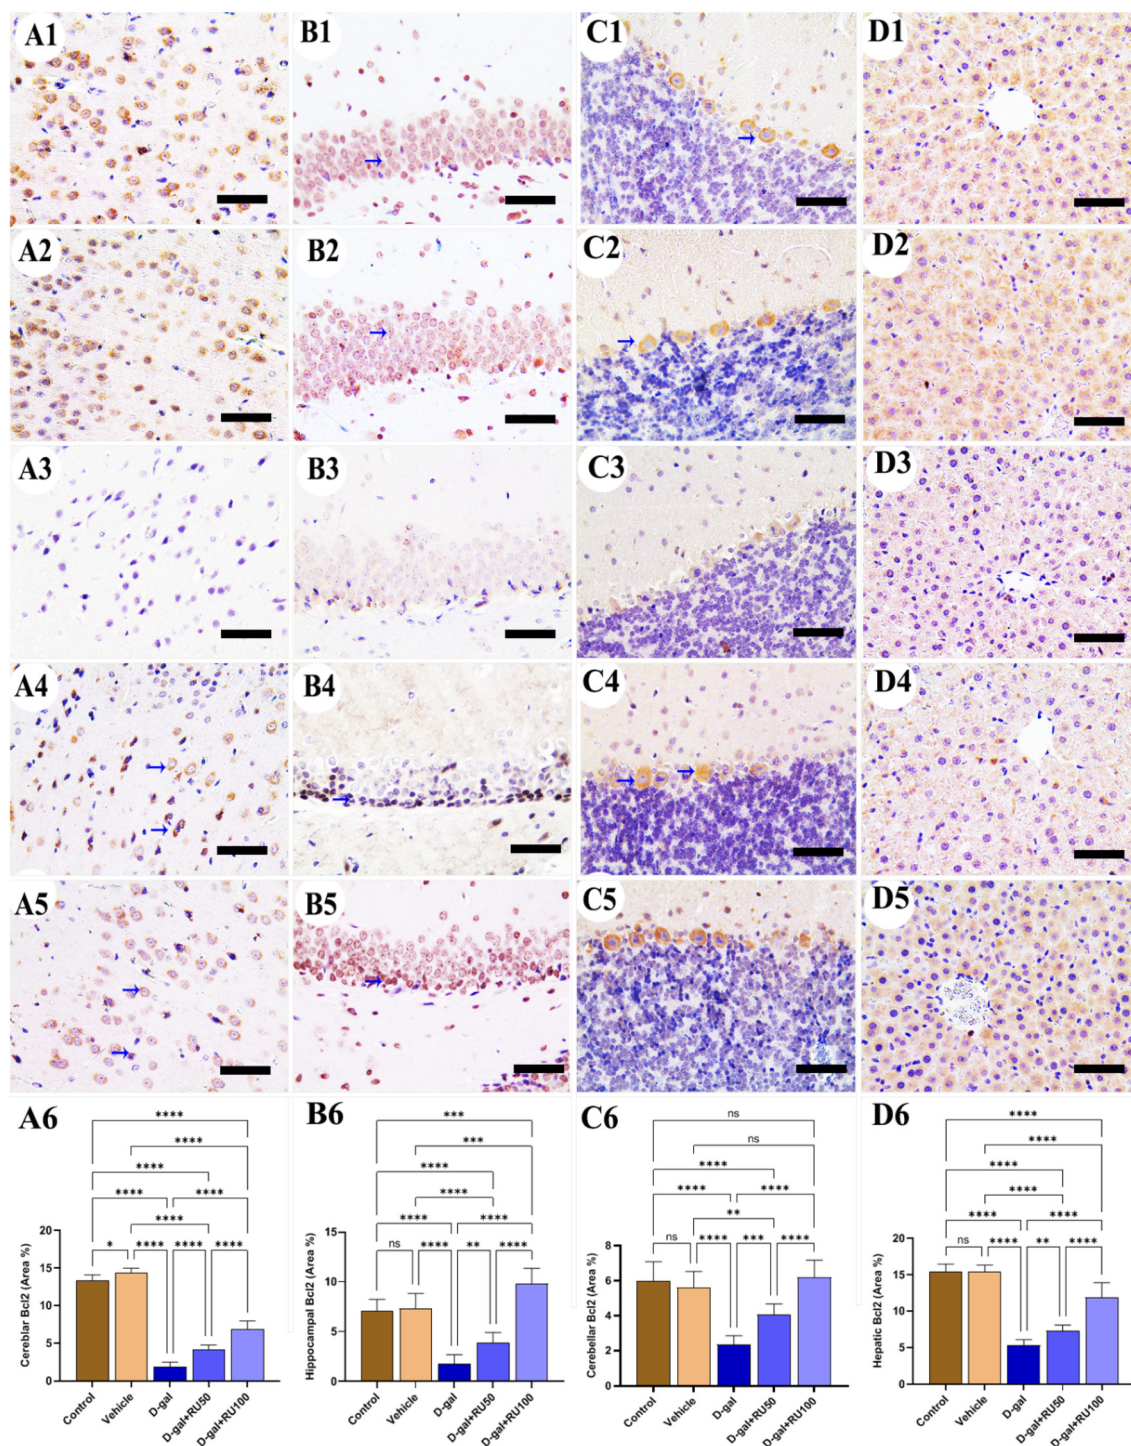 A1 B1 C1 D1
A2 B2 C2 D2
A3 B3 C3 D3
A4 B4 C4 D4
A5 B5 C5 D5
A6
****
****
****
**** ****
****
* **** **** ****
Cereblar Bcl2 (Area %)
20
15
10
5
0
Control
Vehicle
D-gal
D-gal+RU50
D-gal+RU100
B6
***
***
****
****
**** ****
ns **** ** ****
Hippocampal Bcl2 (Area %)
15
10
5
0
Control
Vehicle
D-gal
D-gal+RU50
D-gal+RU100
C6
ns
ns
****
**** ****
**
ns **** *** ****
Cerebellar Bcl2 (Area %)
8
6
4
2
0
Control
Vehicle
D-gal
D-gal+RU50
D-gal+RU100
D6
****
****
****
****
**** ****
ns **** ** ****
Hepatic Bcl2 (Area %)
20
15
10
5
0
Control
Vehicle
D-gal
D-gal+RU50
D-gal+RU100